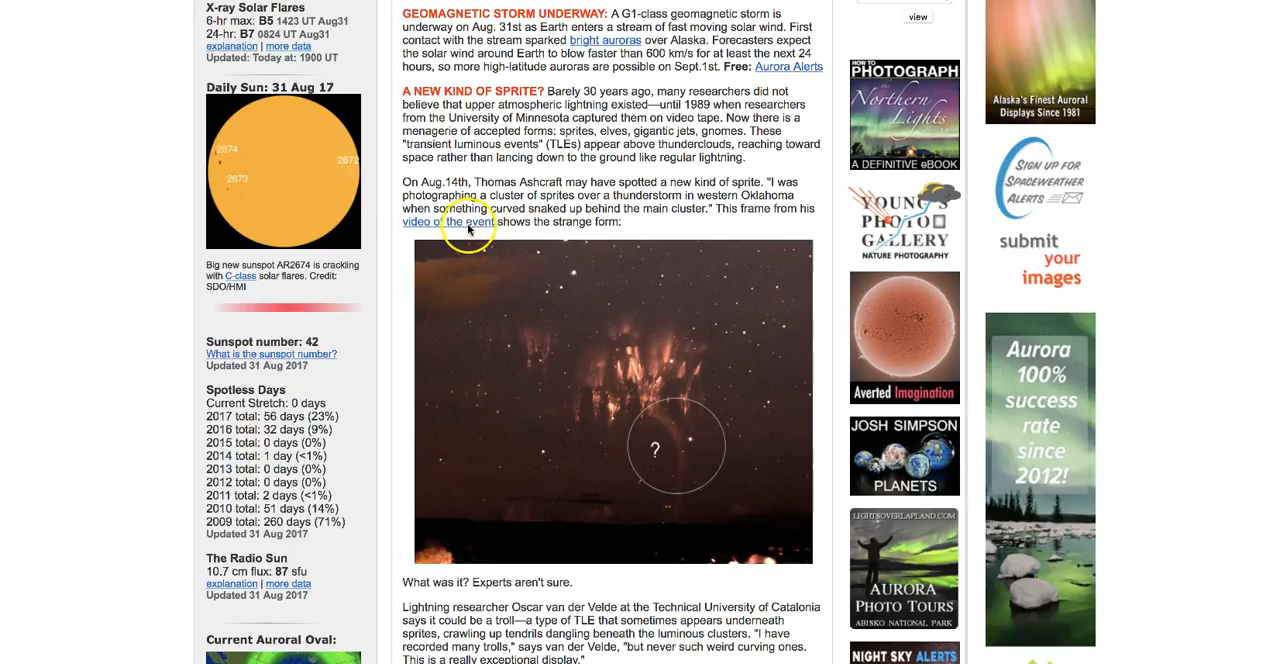 X-ray Solar Flares
6-hr max: B5 1423 UT Aug31
24-hr: B7 0824 UT Aug31
explanation | more data
Updated: Today at: 1900 UT
Daily Sun: 31 Aug 17
2674
2672
2673
Big new sunspot AR2674 is crackling
with C-class solar flares. Credit:
SDO/HMI
Sunspot number: 42
What is the sunspot number?
Updated 31 Aug 2017
Spotless Days
Current Stretch: 0 days
2017 total: 56 days (23%)
2016 total: 32 days (9%)
2015 total: 0 days (0%)
2014 total: 1 day (<1%)
2013 total: 0 days (0%)
2012 total: 0 days (0%)
2011 total: 2 days (<1%)
2010 total: 51 days (14%)
2009 total: 260 days (71%)
Updated 31 Aug 2017
The Radio Sun
10.7 cm flux: 87 sfu
explanation | more data
Updated 31 Aug 2017
Current Auroral Oval:
GEOMAGNETIC STORM UNDERWAY: A G1-class geomagnetic storm is
underway on Aug. 31st as Earth enters a stream of fast moving solar wind. First
contact with the stream sparked bright auroras over Alaska. Forecasters expect
the solar wind around Earth to blow faster than 600 km/s for at least the next 24
hours, so more high-latitude auroras are possible on Sept.1st. Free: Aurora Alerts
A NEW KIND OF SPRITE? Barely 30 years ago, many researchers did not
believe that upper atmospheric lightning existed—until 1989 when researchers
from the University of Minnesota captured them on video tape. Now there is a
menagerie of accepted forms: sprites, elves, gigantic jets, gnomes. These
"transient luminous events" (TLEs) appear above thunderclouds, reaching toward
space rather than lancing down to the ground like regular lightning.
On Aug.14th, Thomas Ashcraft may have spotted a new kind of sprite. "I was
photographing a cluster of sprites over a thunderstorm in western Oklahoma
when something curved snaked up behind the main cluster." This frame from his
video of the event shows the strange form:
?
What was it? Experts aren't sure.
Lightning researcher Oscar van der Velde at the Technical University of Catalonia
says it could be a troll—a type of TLE that sometimes appears underneath
sprites, crawling up tendrils dangling beneath the luminous clusters. "I have
recorded many trolls," says van der Velde, "but never such weird curving ones.
This is a really exceptional display."
view
HOW TO
PHOTOGRAPH
THE
Northern
Lights
A DEFINITIVE eBOOK
YOUNG'S
PHOTO
GALLERY
NATURE PHOTOGRAPHY
Averted Imagination
JOSH SIMPSON
PLANETS
LIGHTSOVERLAPLAND.COM
AURORA
PHOTO TOURS
ABISKO NATIONAL PARK
NIGHT SKY ALERTS
Alaska's Finest Auroral
Displays Since 1981
SIGN UP FOR
SPACEWEATHER
ALERTS
submit
your
images
Aurora
100%
success
rate
since
2012!